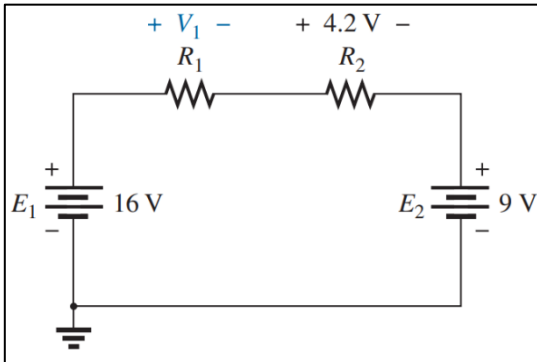 + V₁ − + 4.2 V −
R₁ R₂
+ +
E₁ 16 V E₂ 9 V
− −